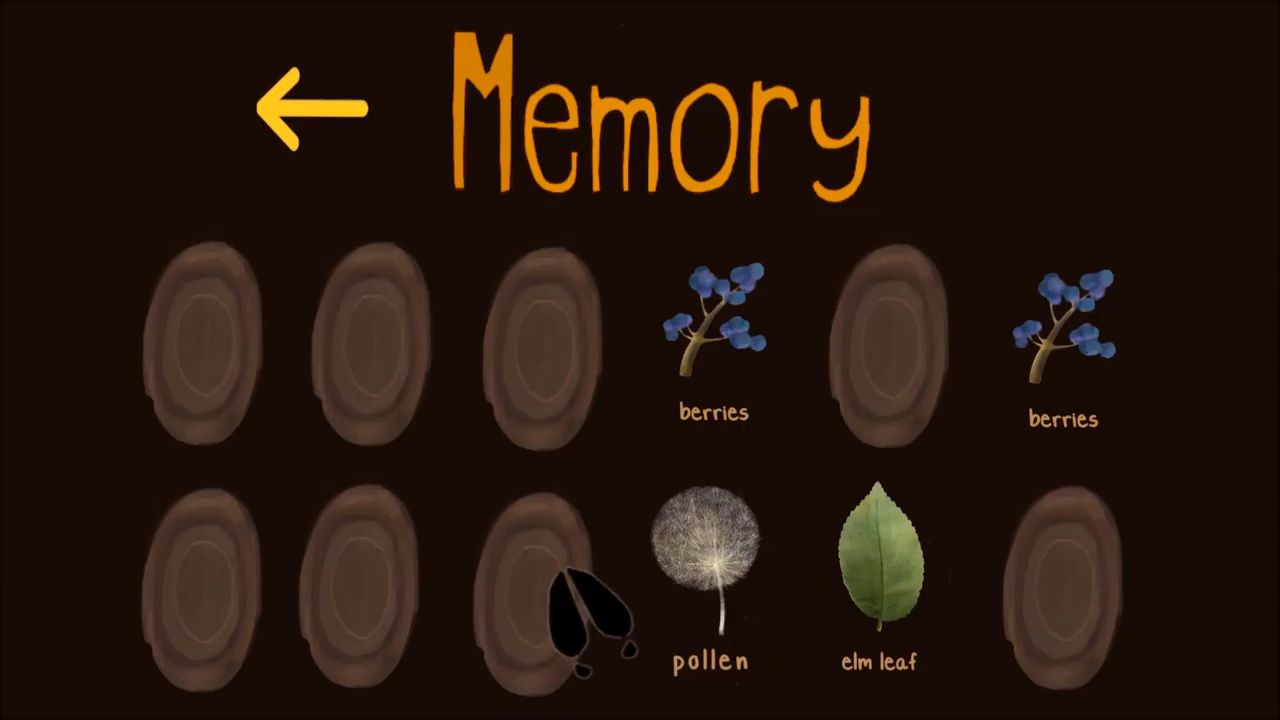 Memory
berries
berries
pollen
elm leaf